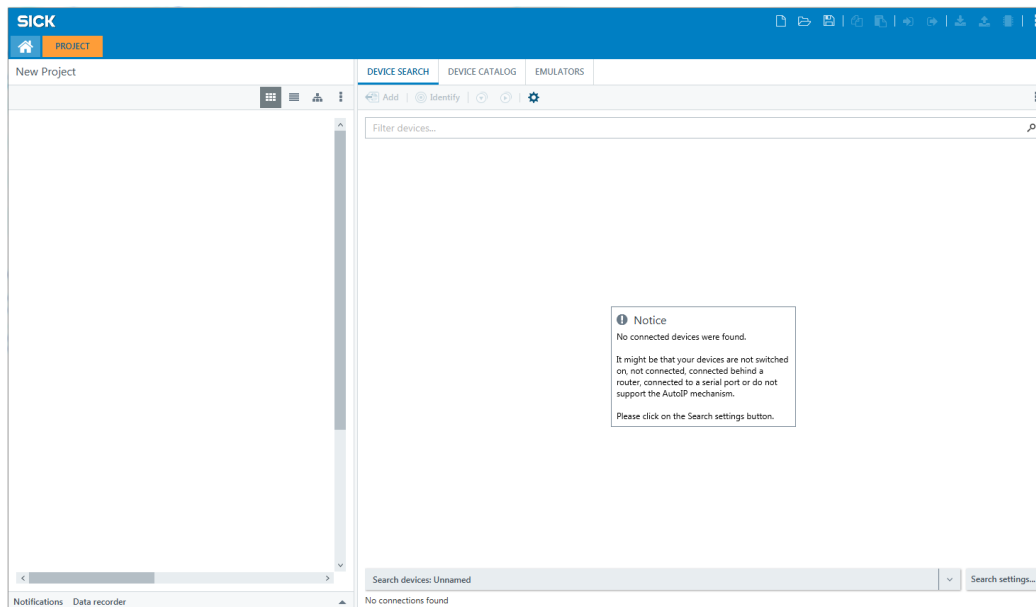 SICK
PROJECT
New Project
DEVICE SEARCH DEVICE CATALOG EMULATORS
Add Identify
Filter devices...
Notice
No connected devices were found.
It might be that your devices are not switched
on, not connected, connected behind a
router, connected to a serial port or do not
support the AutoIP mechanism.
Please click on the Search settings button.
Search devices: Unnamed
Search settings...
Notifications Data recorder
No connections found